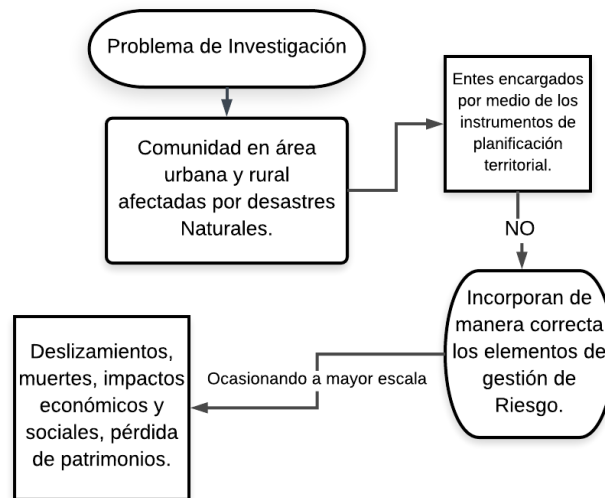 Problema de Investigación
Comunidad en área
urbana y rural
afectadas por desastres
Naturales.
Entes encargados
por medio de los
instrumentos de
planificación
territorial.
NO
Incorporan de
manera correcta
los elementos de
gestión de
Riesgo.
Ocasionando a mayor escala
Deslizamientos,
muertes, impactos
económicos y
sociales, pérdida
de patrimonios.